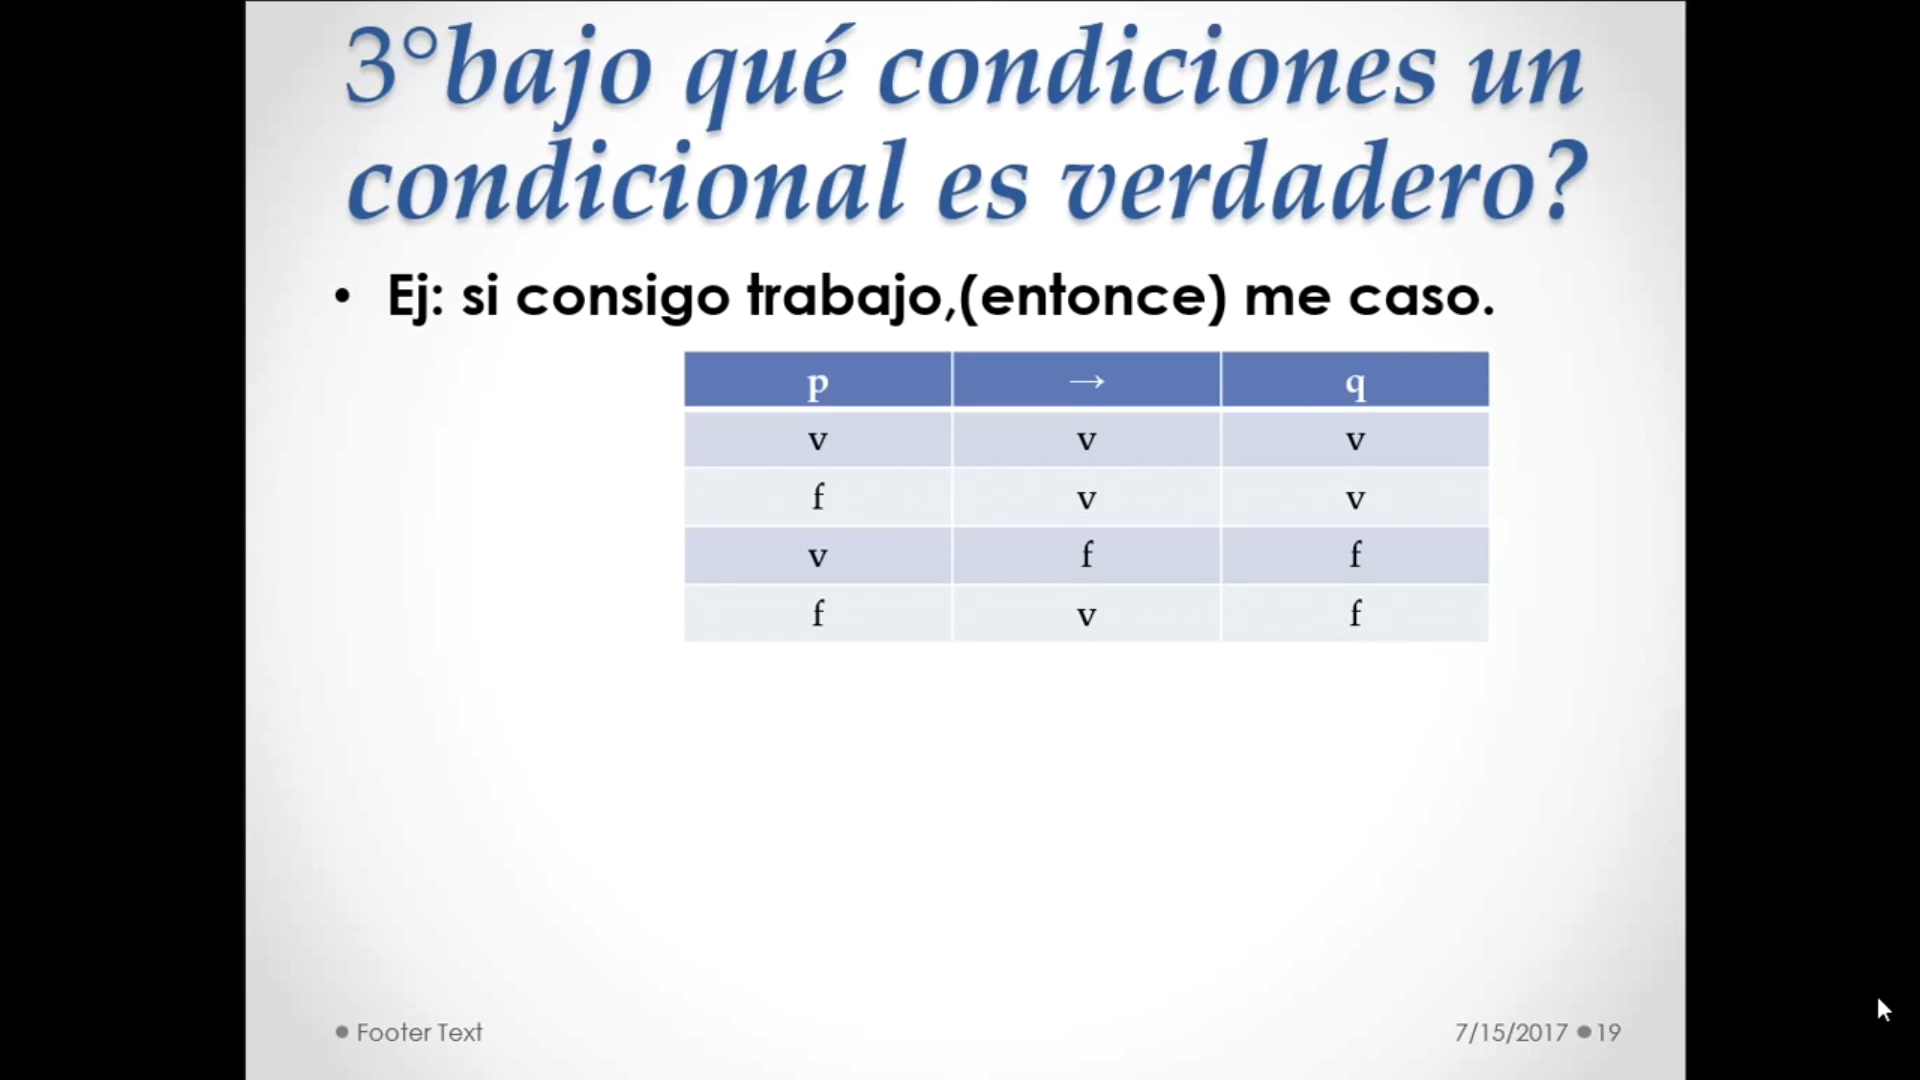 3°bajo qué condiciones un
condicional es verdadero?
• Ej: si consigo trabajo,(entonce) me caso.
p → q
v v v
f v v
v f f
f v f
Footer Text 7/15/2017 19